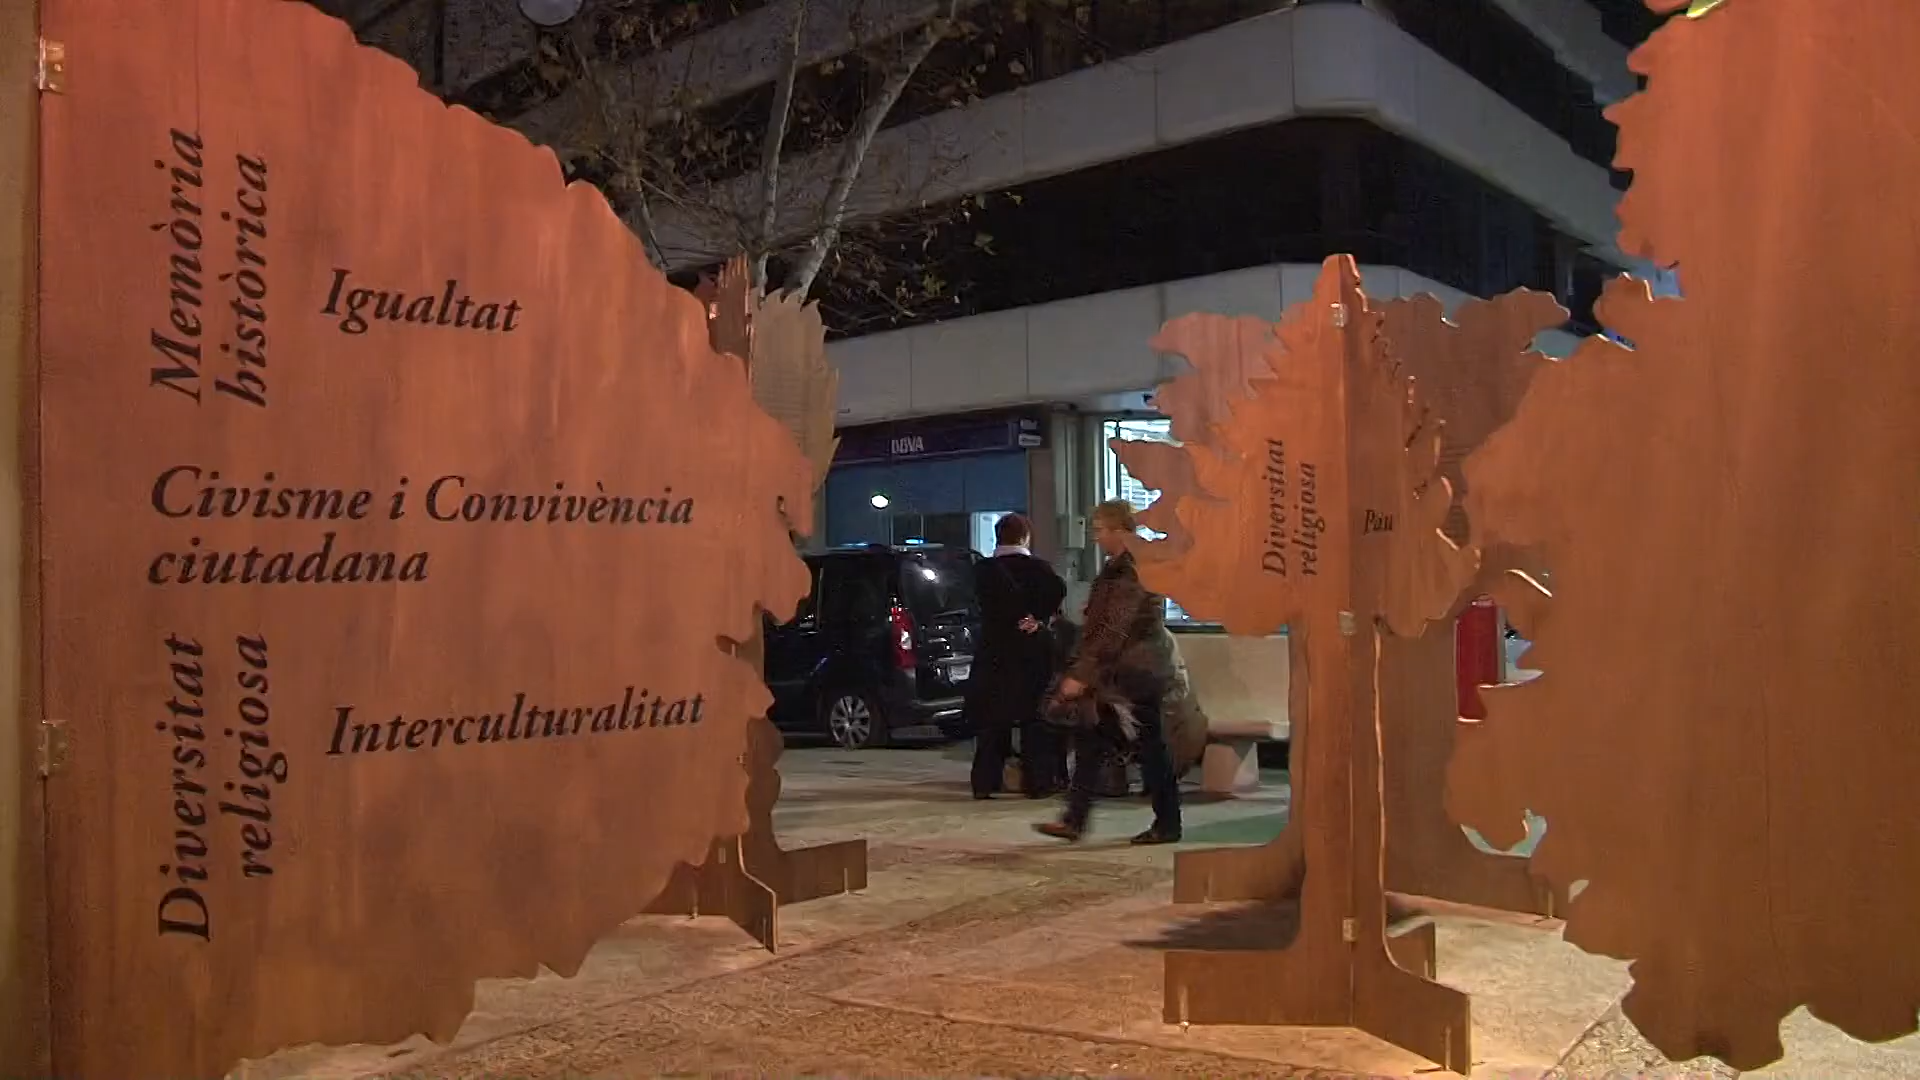 Memòria
històrica
Igualtat
Civisme i Convivència
ciutadana
Diversitat
religiosa
Interculturalitat
BBVA
Diversitat
religiosa
Pau